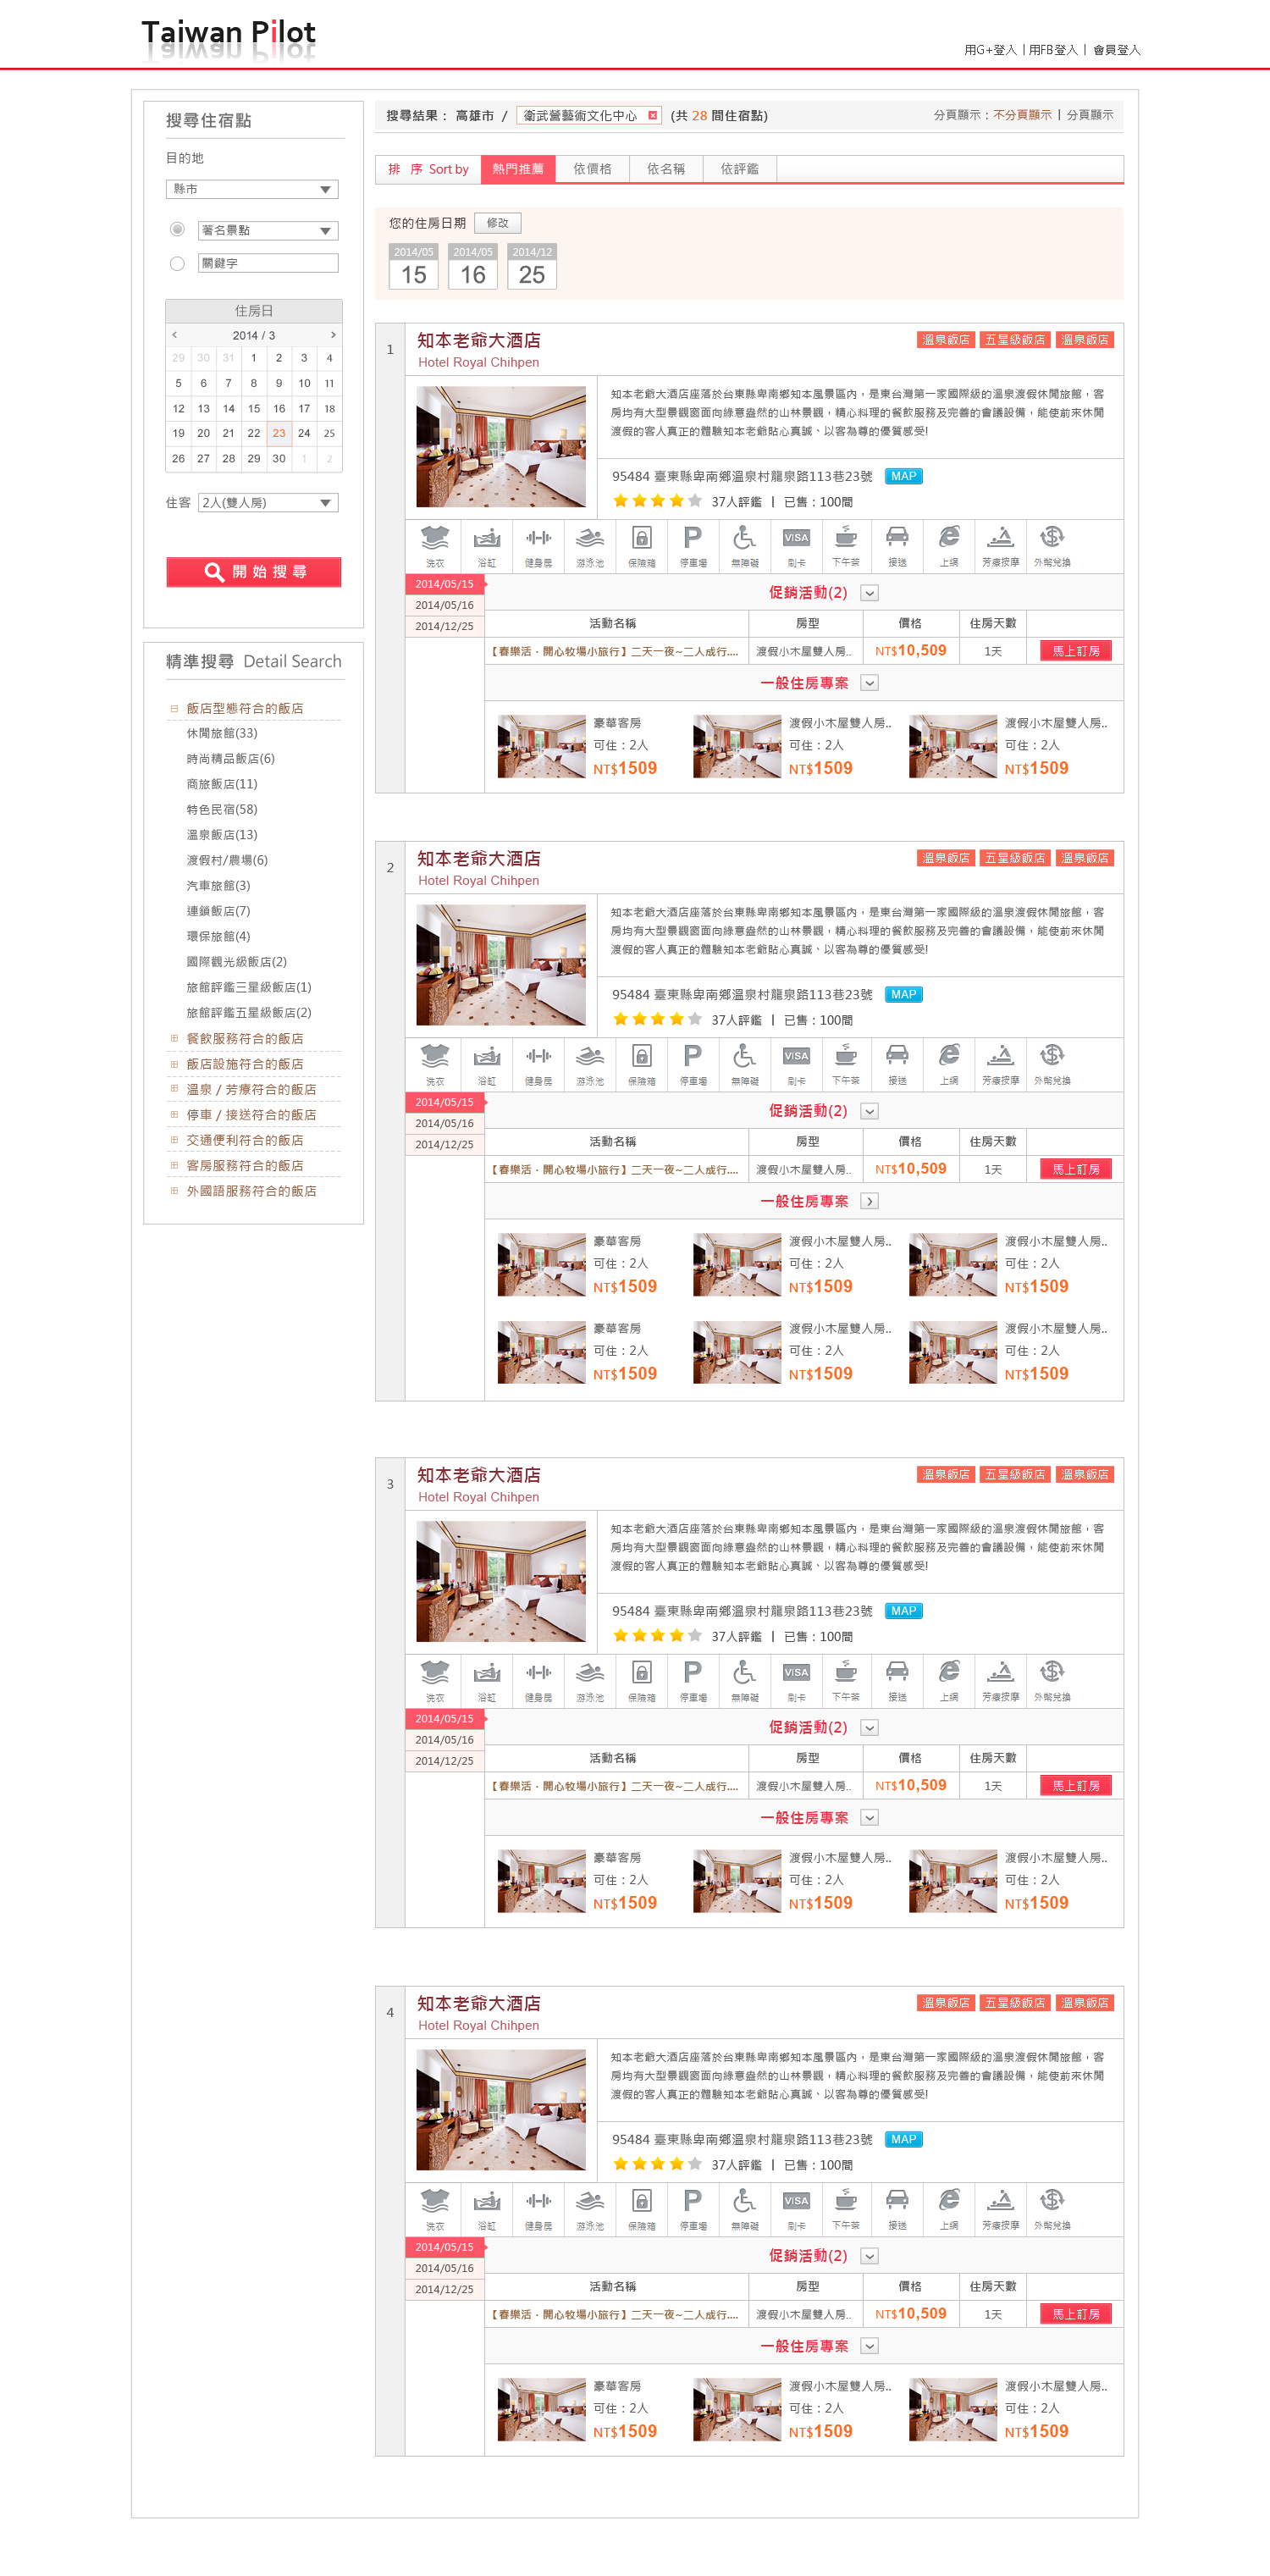 Taiwan Pilot
用G+登入 | 用FB登入 | 會員登入
搜尋住宿點
目的地
縣市
著名景點
關鍵字
住房日
2014 / 3
29 30 31 1 2 3 4
5 6 7 8 9 10 11
12 13 14 15 16 17 18
19 20 21 22 23 24 25
26 27 28 29 30 1 2
住客 2人(雙人房)
開始搜尋
精準搜尋 Detail Search
飯店型態符合的飯店
休閒旅館(33)
時尚精品飯店(6)
商旅飯店(11)
特色民宿(58)
溫泉飯店(13)
渡假村/農場(6)
汽車旅館(3)
連鎖飯店(7)
環保旅館(4)
國際觀光級飯店(2)
旅館評鑑三星級飯店(1)
旅館評鑑五星級飯店(2)
餐飲服務符合的飯店
飯店設施符合的飯店
溫泉 / 芳療符合的飯店
停車 / 接送符合的飯店
交通便利符合的飯店
客房服務符合的飯店
外國語服務符合的飯店
搜尋結果： 高雄市 / 衛武營藝術文化中心 (共 28 間住宿點)
分頁顯示：不分頁顯示 | 分頁顯示
排 序 Sort by 熱門推薦 依價格 依名稱 依評鑑
您的住房日期 修改
2014/05 2014/05 2014/12
15 16 25
1
知本老爺大酒店
溫泉飯店 五星級飯店 溫泉飯店
Hotel Royal Chihpen
知本老爺大酒店座落於台東縣卑南鄉知本風景區內，是東台灣第一家國際級的溫泉渡假休閒旅館，客
房均有大型景觀窗面向綠意盎然的山林景觀，精心料理的餐飲服務及完善的會議設備，能使前來休閒
渡假的客人真正的體驗知本老爺貼心真誠、以客為尊的優質感受!
95484 臺東縣卑南鄉溫泉村龍泉路113巷23號 MAP
37人評鑑 | 已售：100間
洗衣 浴缸 健身房 游泳池 保險箱 停車場 無障礙 刷卡 下午茶 接送 上網 芳療按摩 外幣兌換
P VISA
2014/05/15
2014/05/16
2014/12/25
促銷活動(2)
活動名稱 房型 價格 住房天數
【春樂活．開心牧場小旅行】二天一夜~二人成行.... 渡假小木屋雙人房.. NT$10,509 1天 馬上訂房
一般住房專案
豪華客房 渡假小木屋雙人房.. 渡假小木屋雙人房..
可住：2人 可住：2人 可住：2人
NT$1509 NT$1509 NT$1509
2
知本老爺大酒店
溫泉飯店 五星級飯店 溫泉飯店
Hotel Royal Chihpen
知本老爺大酒店座落於台東縣卑南鄉知本風景區內，是東台灣第一家國際級的溫泉渡假休閒旅館，客
房均有大型景觀窗面向綠意盎然的山林景觀，精心料理的餐飲服務及完善的會議設備，能使前來休閒
渡假的客人真正的體驗知本老爺貼心真誠、以客為尊的優質感受!
95484 臺東縣卑南鄉溫泉村龍泉路113巷23號 MAP
37人評鑑 | 已售：100間
洗衣 浴缸 健身房 游泳池 保險箱 停車場 無障礙 刷卡 下午茶 接送 上網 芳療按摩 外幣兌換
P VISA
2014/05/15
2014/05/16
2014/12/25
促銷活動(2)
活動名稱 房型 價格 住房天數
【春樂活．開心牧場小旅行】二天一夜~二人成行.... 渡假小木屋雙人房.. NT$10,509 1天 馬上訂房
一般住房專案
豪華客房 渡假小木屋雙人房.. 渡假小木屋雙人房..
可住：2人 可住：2人 可住：2人
NT$1509 NT$1509 NT$1509
豪華客房 渡假小木屋雙人房.. 渡假小木屋雙人房..
可住：2人 可住：2人 可住：2人
NT$1509 NT$1509 NT$1509
3
知本老爺大酒店
溫泉飯店 五星級飯店 溫泉飯店
Hotel Royal Chihpen
知本老爺大酒店座落於台東縣卑南鄉知本風景區內，是東台灣第一家國際級的溫泉渡假休閒旅館，客
房均有大型景觀窗面向綠意盎然的山林景觀，精心料理的餐飲服務及完善的會議設備，能使前來休閒
渡假的客人真正的體驗知本老爺貼心真誠、以客為尊的優質感受!
95484 臺東縣卑南鄉溫泉村龍泉路113巷23號 MAP
37人評鑑 | 已售：100間
洗衣 浴缸 健身房 游泳池 保險箱 停車場 無障礙 刷卡 下午茶 接送 上網 芳療按摩 外幣兌換
P VISA
2014/05/15
2014/05/16
2014/12/25
促銷活動(2)
活動名稱 房型 價格 住房天數
【春樂活．開心牧場小旅行】二天一夜~二人成行.... 渡假小木屋雙人房.. NT$10,509 1天 馬上訂房
一般住房專案
豪華客房 渡假小木屋雙人房.. 渡假小木屋雙人房..
可住：2人 可住：2人 可住：2人
NT$1509 NT$1509 NT$1509
4
知本老爺大酒店
溫泉飯店 五星級飯店 溫泉飯店
Hotel Royal Chihpen
知本老爺大酒店座落於台東縣卑南鄉知本風景區內，是東台灣第一家國際級的溫泉渡假休閒旅館，客
房均有大型景觀窗面向綠意盎然的山林景觀，精心料理的餐飲服務及完善的會議設備，能使前來休閒
渡假的客人真正的體驗知本老爺貼心真誠、以客為尊的優質感受!
95484 臺東縣卑南鄉溫泉村龍泉路113巷23號 MAP
37人評鑑 | 已售：100間
洗衣 浴缸 健身房 游泳池 保險箱 停車場 無障礙 刷卡 下午茶 接送 上網 芳療按摩 外幣兌換
P VISA
2014/05/15
2014/05/16
2014/12/25
促銷活動(2)
活動名稱 房型 價格 住房天數
【春樂活．開心牧場小旅行】二天一夜~二人成行.... 渡假小木屋雙人房.. NT$10,509 1天 馬上訂房
一般住房專案
豪華客房 渡假小木屋雙人房.. 渡假小木屋雙人房..
可住：2人 可住：2人 可住：2人
NT$1509 NT$1509 NT$1509